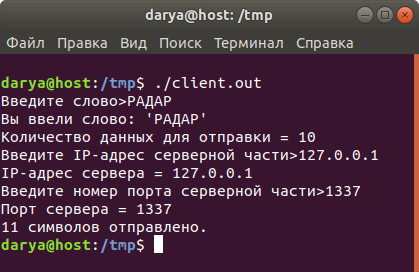 darya@host: /tmp
Файл Правка Вид Поиск Терминал Справка
darya@host:/tmp$ ./client.out
Введите слово>РАДАР
Вы ввели слово: 'РАДАР'
Количество данных для отправки = 10
Введите IP-адрес серверной части>127.0.0.1
IP-адрес сервера = 127.0.0.1
Введите номер порта серверной части>1337
Порт сервера = 1337
11 символов отправлено.
darya@host:/tmp$